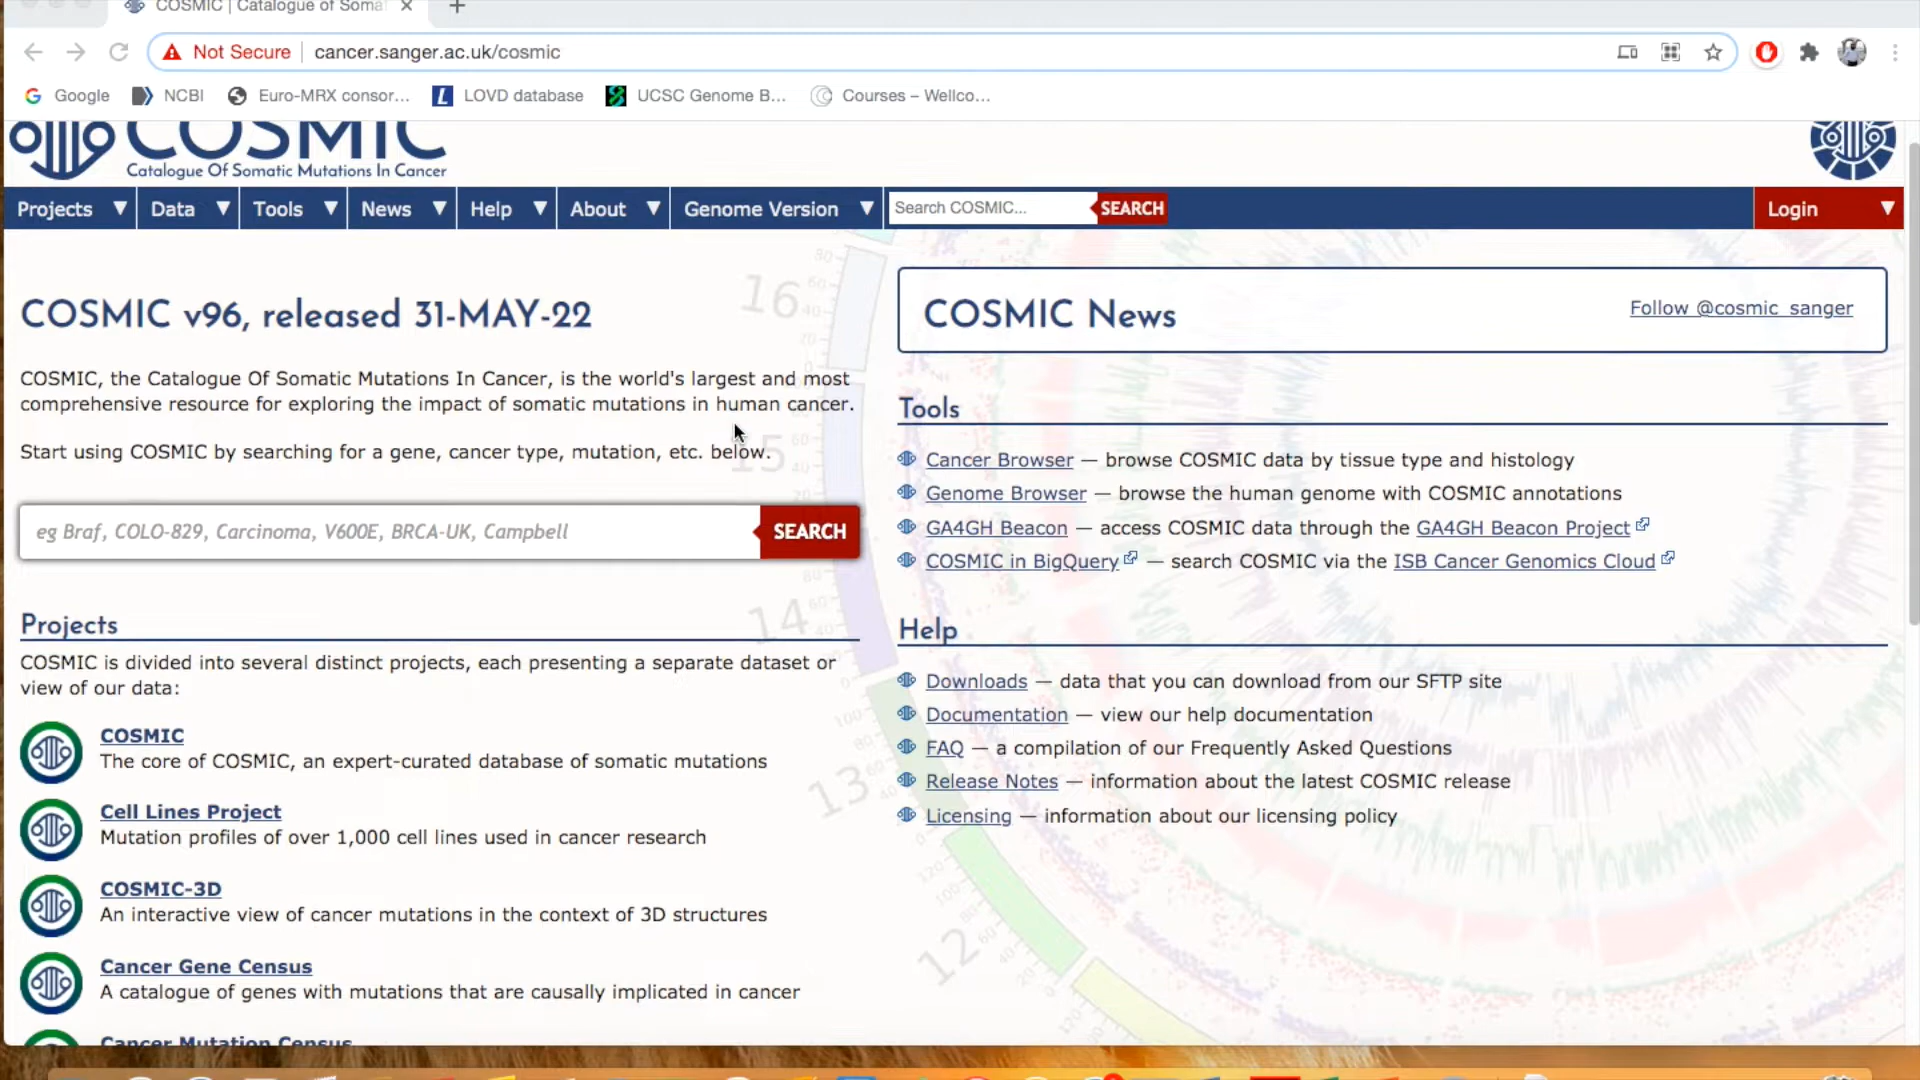 COSMIC | Catalogue of Soma
Not Secure cancer.sanger.ac.uk/cosmic
Google NCBI Euro-MRX consor... LOVD database UCSC Genome B... Courses – Wellco...
COSMIC
Catalogue Of Somatic Mutations In Cancer
Projects ▼ Data ▼ Tools ▼ News ▼ Help ▼ About ▼ Genome Version ▼ Search COSMIC... SEARCH Login ▼
COSMIC v96, released 31-MAY-22
COSMIC, the Catalogue Of Somatic Mutations In Cancer, is the world's largest and most
comprehensive resource for exploring the impact of somatic mutations in human cancer.
Start using COSMIC by searching for a gene, cancer type, mutation, etc. below.
eg Braf, COLO-829, Carcinoma, V600E, BRCA-UK, Campbell SEARCH
Projects
COSMIC is divided into several distinct projects, each presenting a separate dataset or
view of our data:
COSMIC
The core of COSMIC, an expert-curated database of somatic mutations
Cell Lines Project
Mutation profiles of over 1,000 cell lines used in cancer research
COSMIC-3D
An interactive view of cancer mutations in the context of 3D structures
Cancer Gene Census
A catalogue of genes with mutations that are causally implicated in cancer
Cancer Mutation Census
COSMIC News
Follow @cosmic_sanger
Tools
Cancer Browser — browse COSMIC data by tissue type and histology
Genome Browser — browse the human genome with COSMIC annotations
GA4GH Beacon — access COSMIC data through the GA4GH Beacon Project
COSMIC in BigQuery — search COSMIC via the ISB Cancer Genomics Cloud
Help
Downloads — data that you can download from our SFTP site
Documentation — view our help documentation
FAQ — a compilation of our Frequently Asked Questions
Release Notes — information about the latest COSMIC release
Licensing — information about our licensing policy
16
15
14
13
12